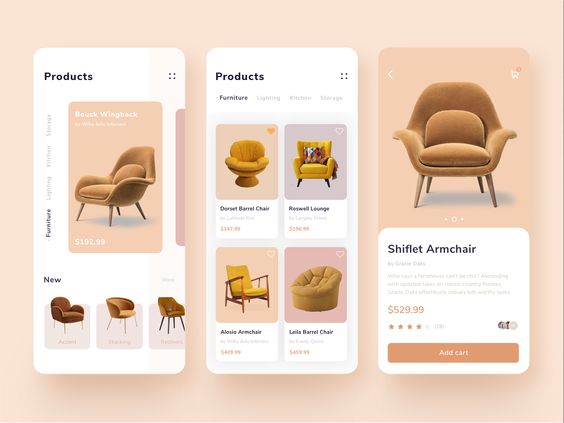 Products
Bouck Wingback
by Willa Arlo Interiors
Storage
Kitchen
Lighting
Furniture
$192.99
New
More
Accent
Stacking
Recliners
Products
Furniture Lighting Kitchen Storage
Dorset Barrel Chair
by Latitude Run
$147.99
Roswell Lounge
by Langley Street
$196.99
Alosio Armchair
by Willa Arlo Interiors
$409.99
Leila Barrel Chair
by Everly Quinn
$459.99
Shiflet Armchair
by Gracie Oaks
Who says a farmhouse can't be chic? Abounding
with updated takes on classic country frontier,
Gracie Oaks effortlessly imbues left-worthy looks
$529.99
Add cart